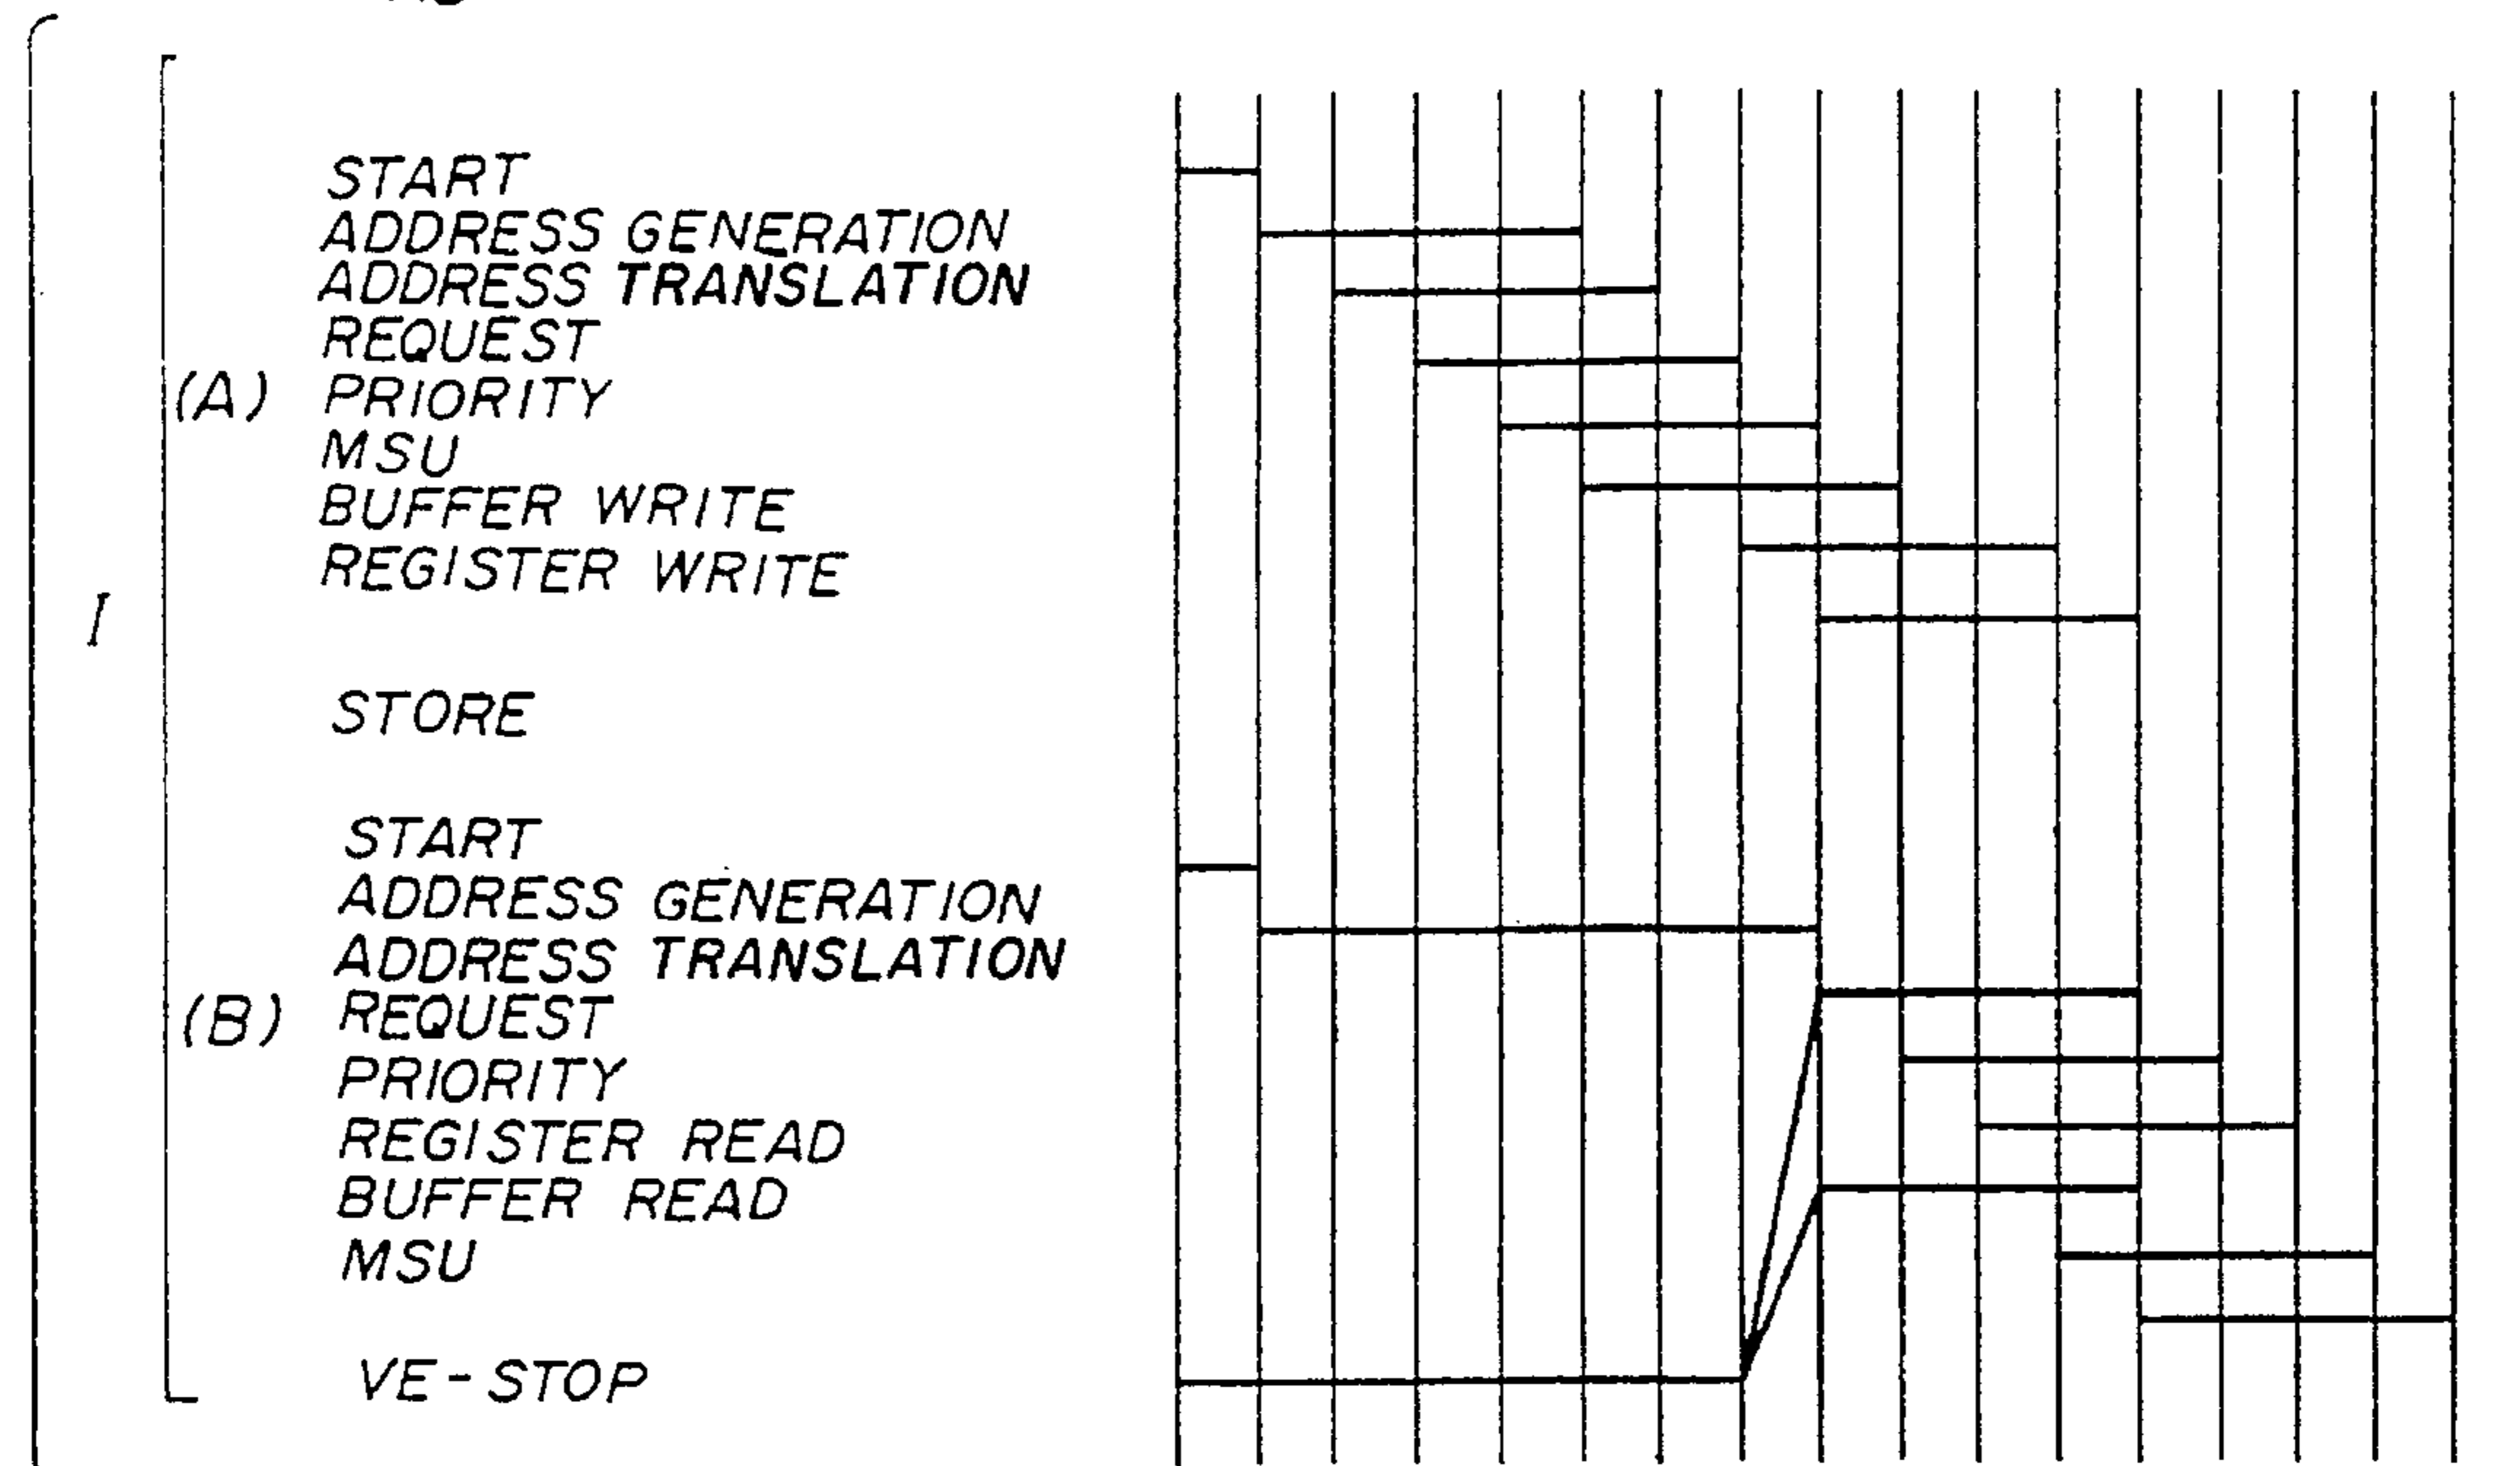 START
ADDRESS GENERATION
ADDRESS TRANSLATION
REQUEST
(A) PRIORITY
MSU
BUFFER WRITE
REGISTER WRITE
I
STORE
START
ADDRESS GENERATION
ADDRESS TRANSLATION
(B) REQUEST
PRIORITY
REGISTER READ
BUFFER READ
MSU
VE-STOP